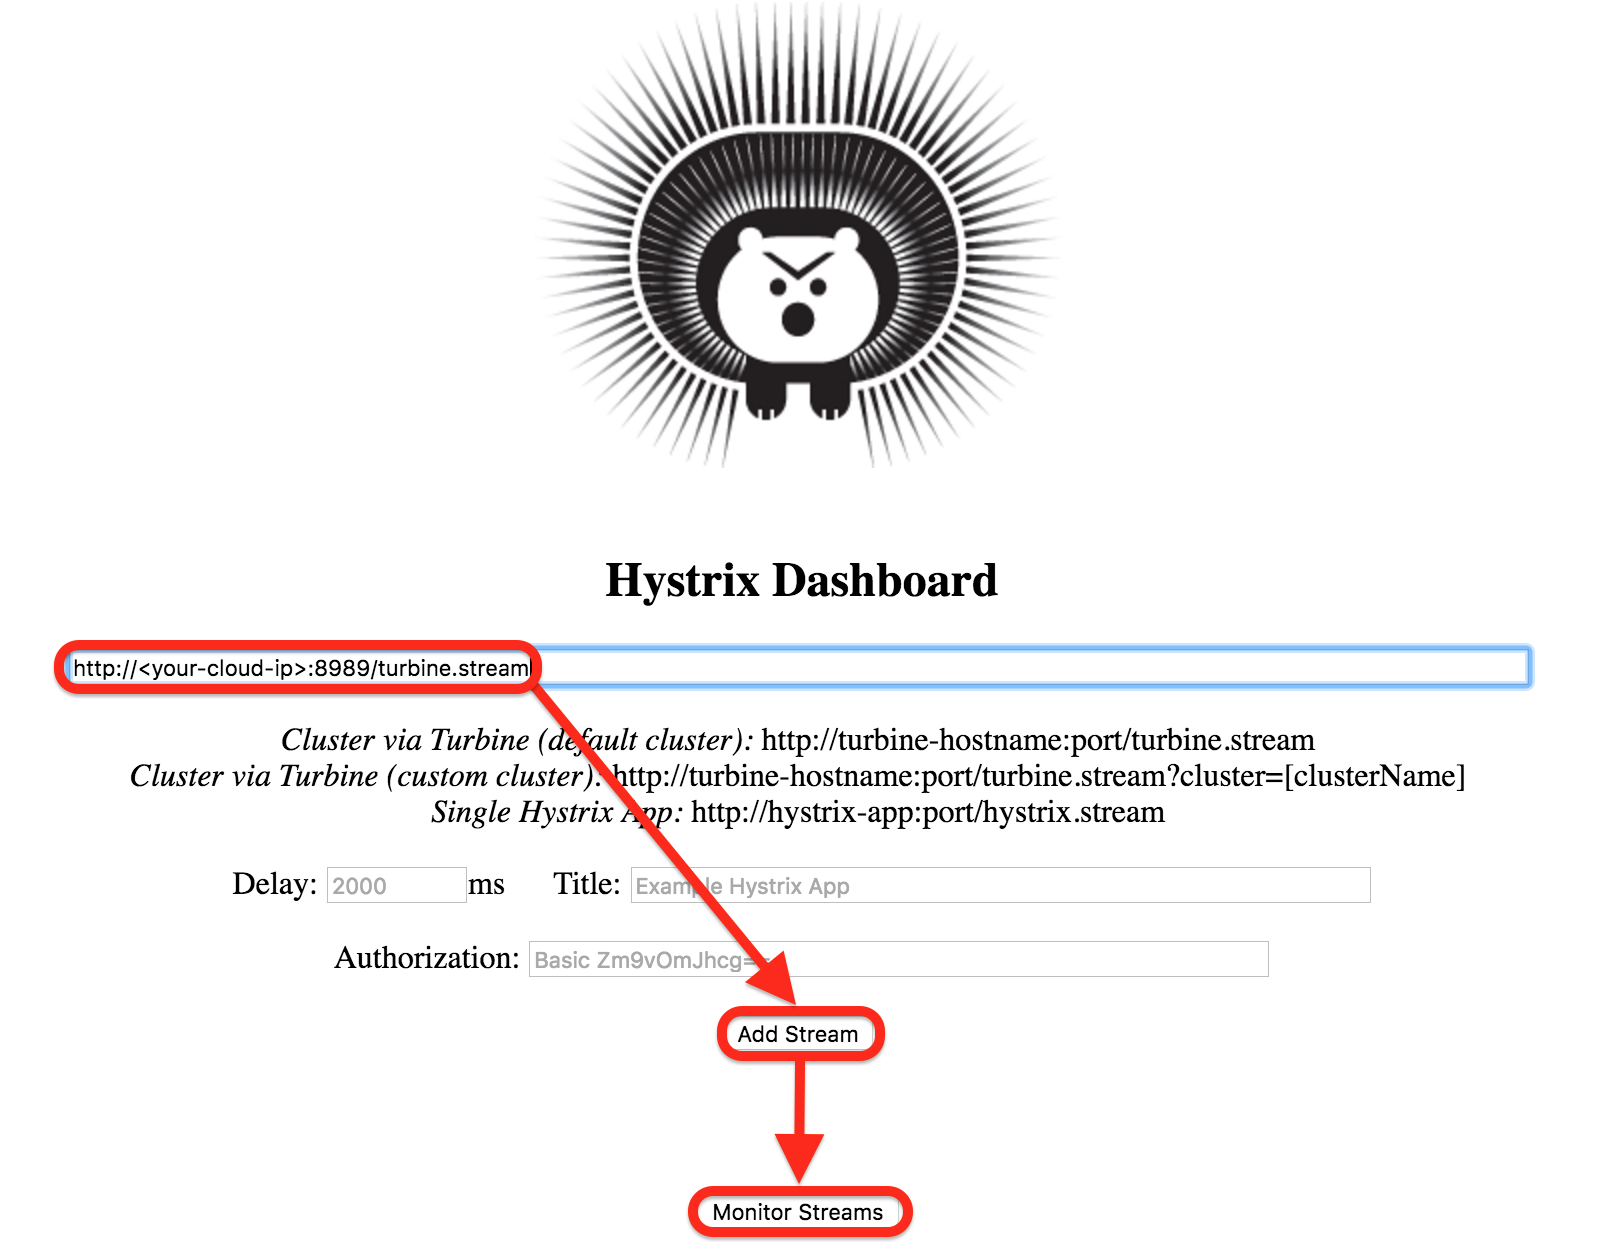 Hystrix Dashboard
http://<your-cloud-ip>:8989/turbine.stream
Cluster via Turbine (default cluster): http://turbine-hostname:port/turbine.stream
Cluster via Turbine (custom cluster): http://turbine-hostname:port/turbine.stream?cluster=[clusterName]
Single Hystrix App: http://hystrix-app:port/hystrix.stream
Delay: 2000 ms Title: Example Hystrix App
Authorization: Basic Zm9vOmJhcg==
Add Stream
Monitor Streams